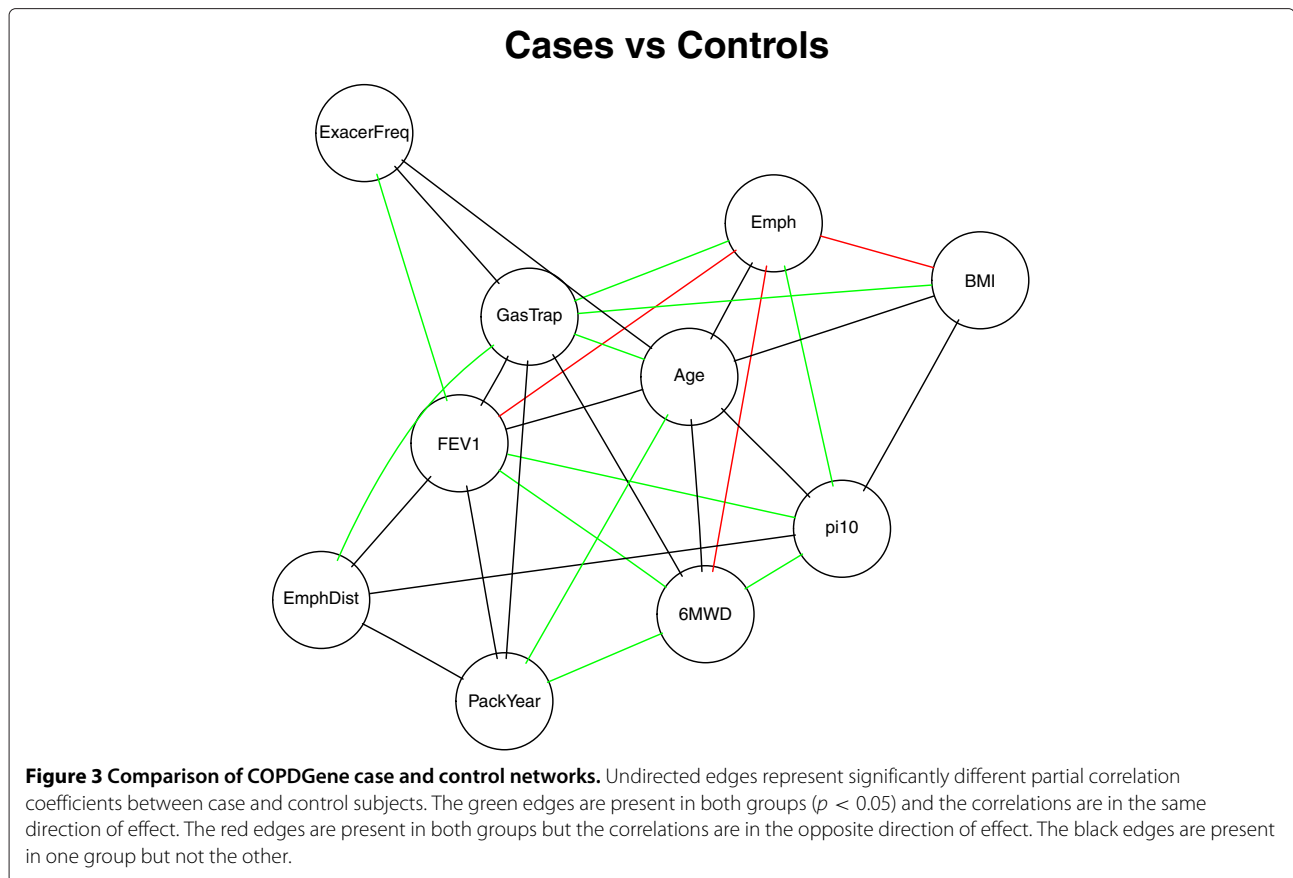 Cases vs Controls
ExacerFreq
Emph
BMI
GasTrap
Age
FEV1
pi10
EmphDist
6MWD
PackYear
Figure 3 Comparison of COPDGene case and control networks. Undirected edges represent significantly different partial correlation
coefficients between case and control subjects. The green edges are present in both groups (p < 0.05) and the correlations are in the same
direction of effect. The red edges are present in both groups but the correlations are in the opposite direction of effect. The black edges are present
in one group but not the other.